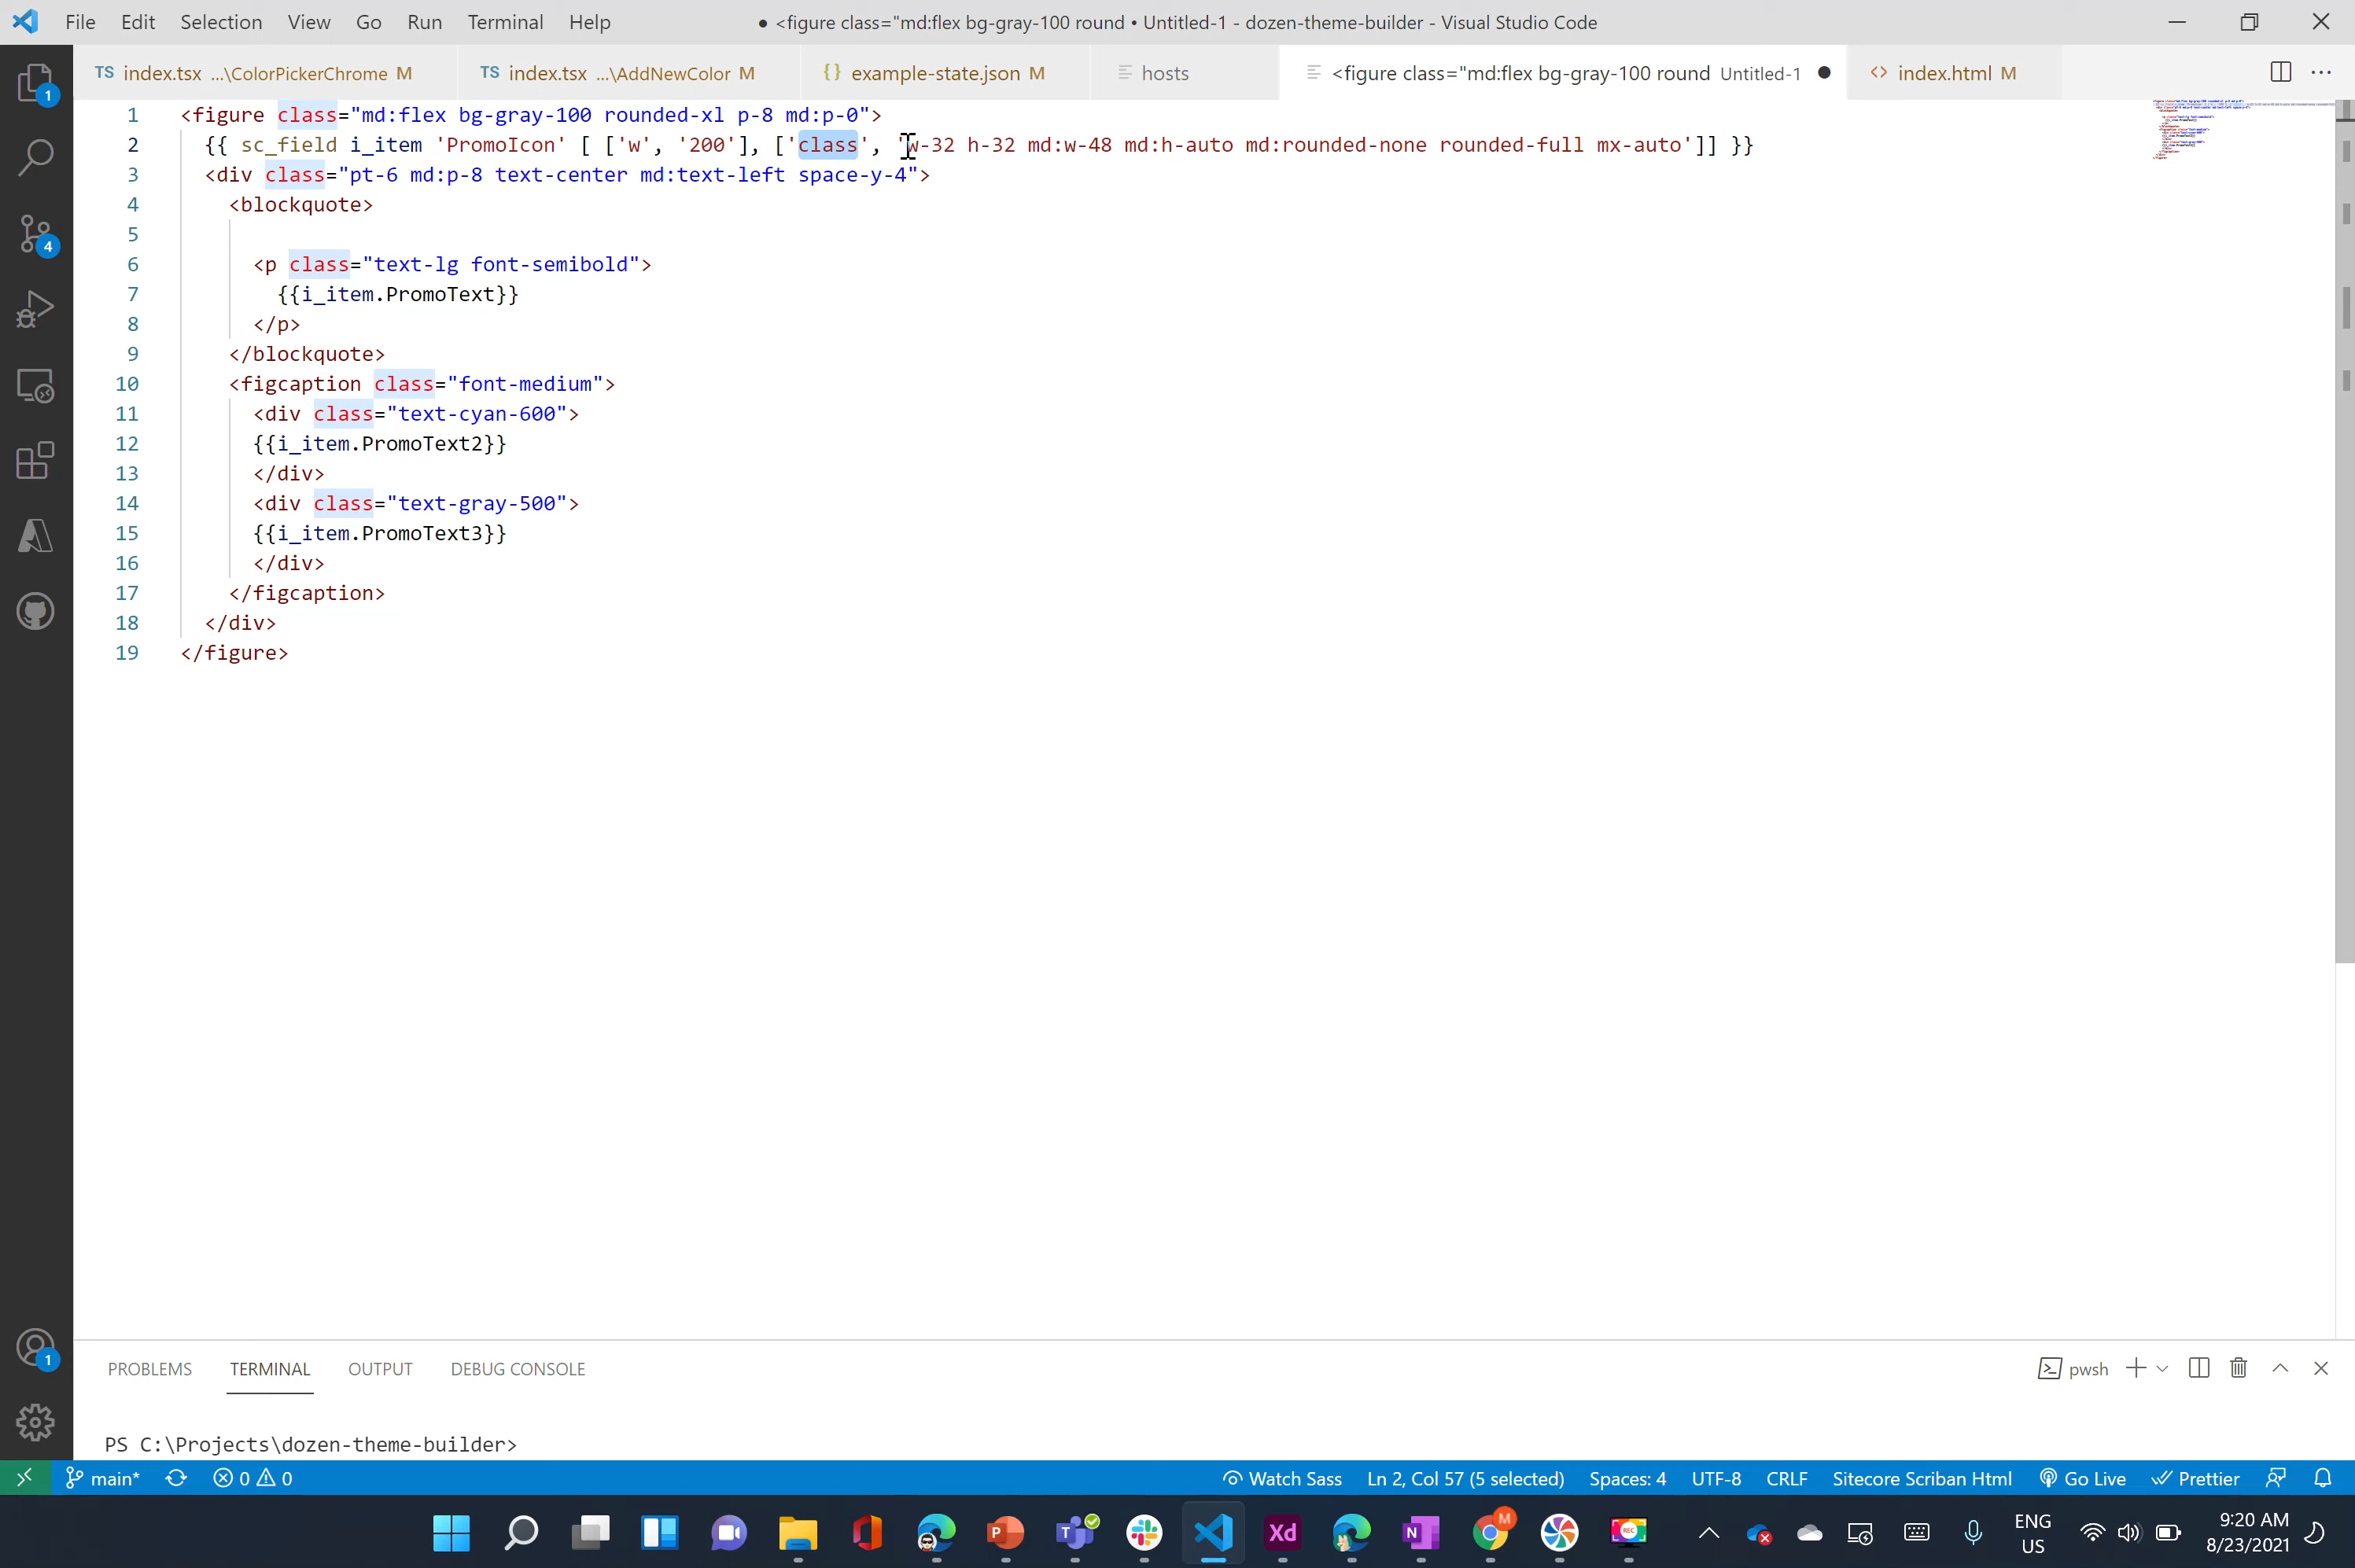 File Edit Selection View Go Run Terminal Help
● <figure class="md:flex bg-gray-100 round • Untitled-1 - dozen-theme-builder - Visual Studio Code
TS index.tsx ...\ColorPickerChrome M
TS index.tsx ...\AddNewColor M
{} example-state.json M
hosts
<figure class="md:flex bg-gray-100 round Untitled-1 ●
<> index.html M
1 <figure class="md:flex bg-gray-100 rounded-xl p-8 md:p-0">
2 {{ sc_field i_item 'PromoIcon' [ ['w', '200'], ['class', 'w-32 h-32 md:w-48 md:h-auto md:rounded-none rounded-full mx-auto']] }}
3 <div class="pt-6 md:p-8 text-center md:text-left space-y-4">
4 <blockquote>
5
6 <p class="text-lg font-semibold">
7 {{i_item.PromoText}}
8 </p>
9 </blockquote>
10 <figcaption class="font-medium">
11 <div class="text-cyan-600">
12 {{i_item.PromoText2}}
13 </div>
14 <div class="text-gray-500">
15 {{i_item.PromoText3}}
16 </div>
17 </figcaption>
18 </div>
19 </figure>
1
4
1
PROBLEMS TERMINAL OUTPUT DEBUG CONSOLE
pwsh
PS C:\Projects\dozen-theme-builder>
main* 0 0
Watch Sass Ln 2, Col 57 (5 selected) Spaces: 4 UTF-8 CRLF Sitecore Scriban Html Go Live Prettier
P T Xd N M REC
ENG
US
9:20 AM
8/23/2021